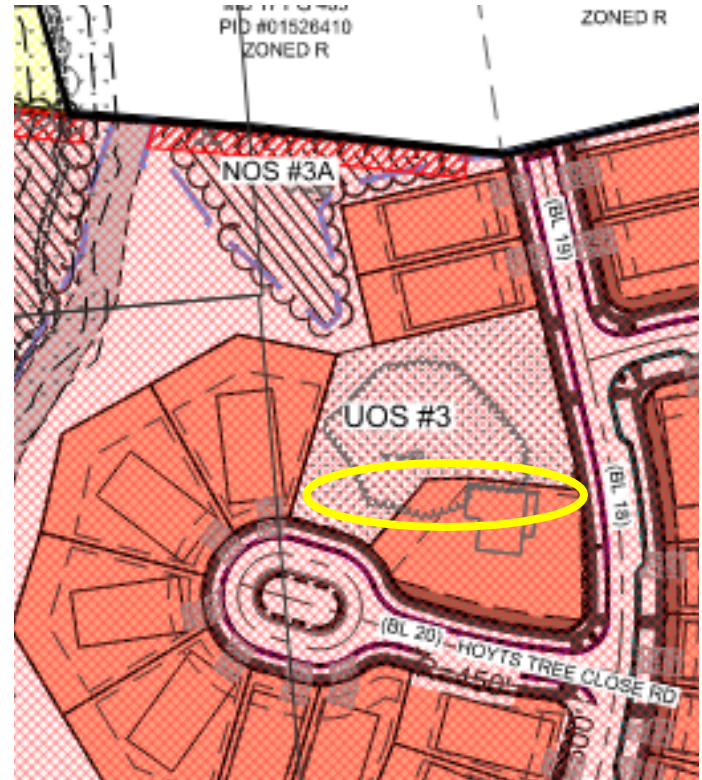 PID #01526410
ZONED R
ZONED R
NOS #3A
(BL 19)
UOS #3
(BL 18)
(BL 20)
HOYTS TREE CLOSE RD